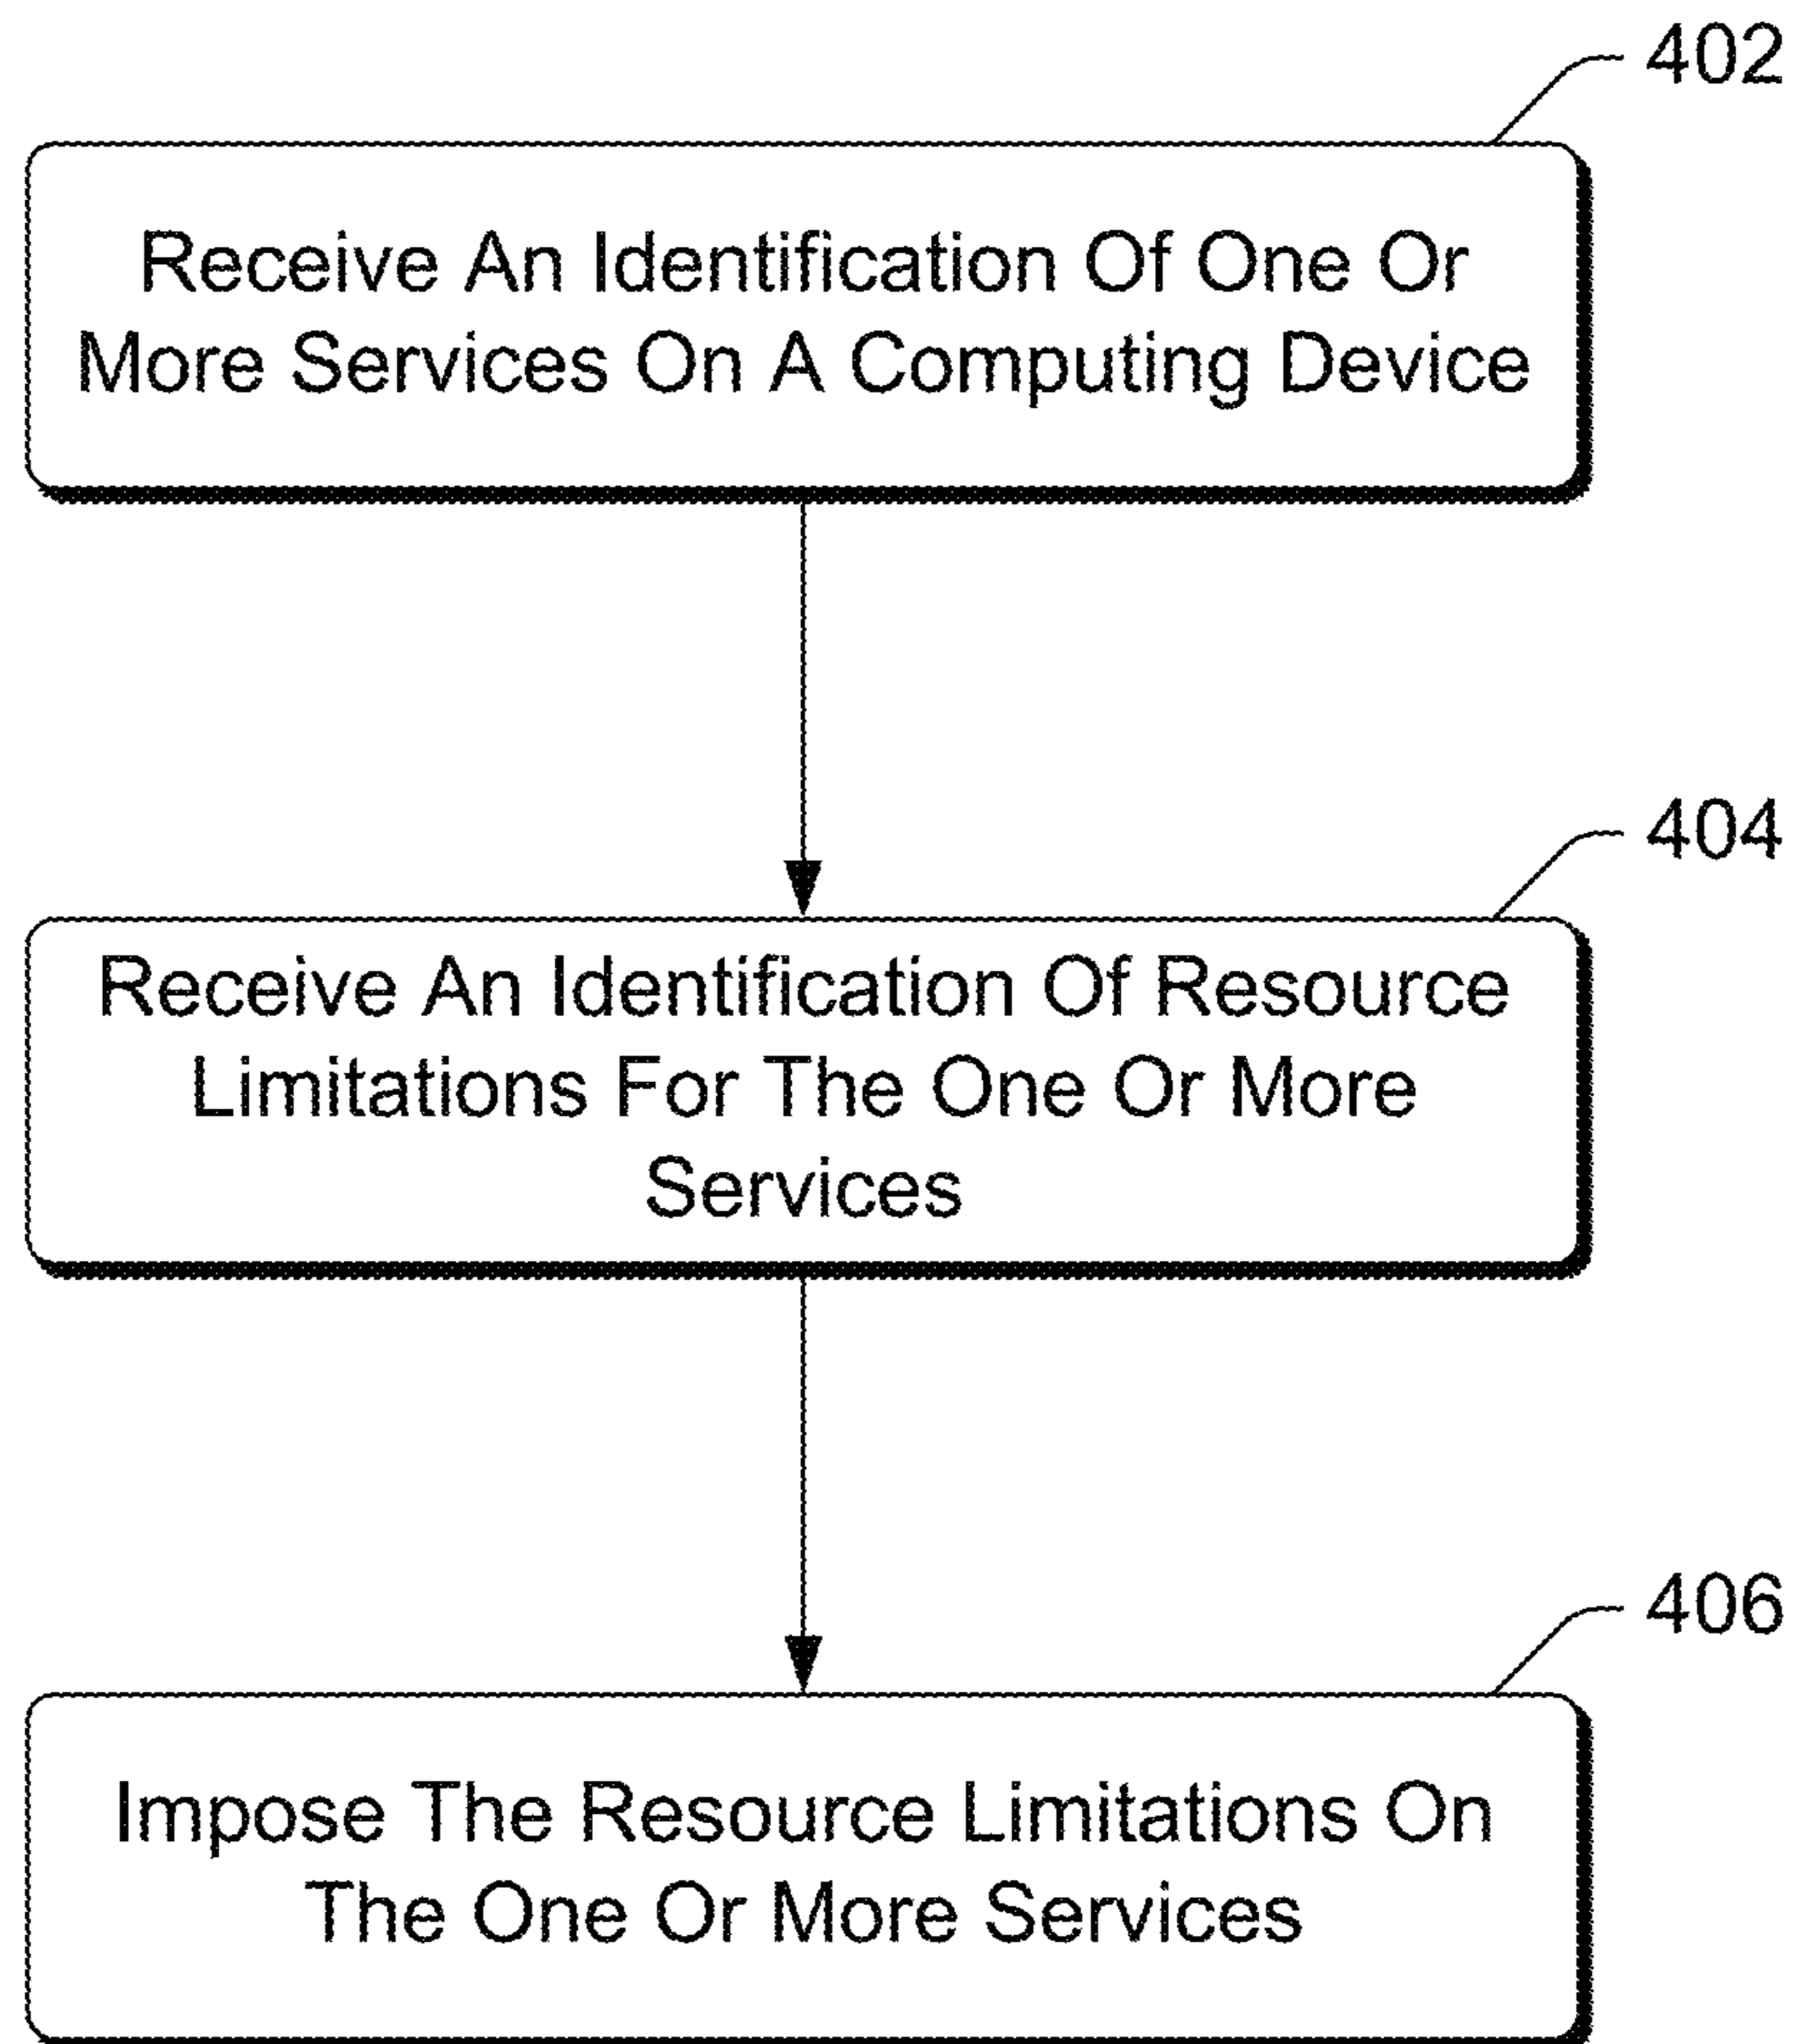 402
Receive An Identification Of One Or
More Services On A Computing Device
404
Receive An Identification Of Resource
Limitations For The One Or More
Services
406
Impose The Resource Limitations On
The One Or More Services